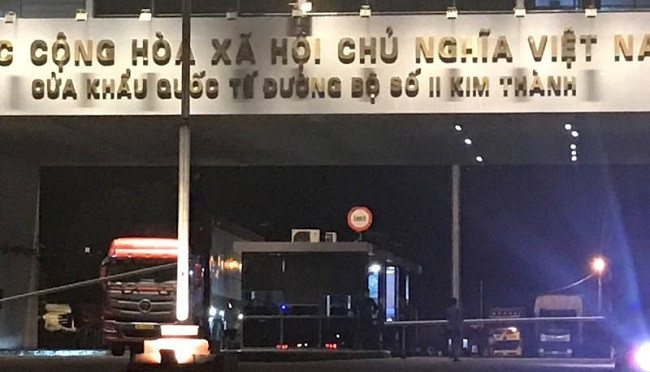 C CỘNG HÒA XÃ HỘI CHỦ NGHĨA VIỆT NA
CỬA KHẨU QUỐC TẾ ĐƯỜNG BỘ SỐ II KIM THÀNH